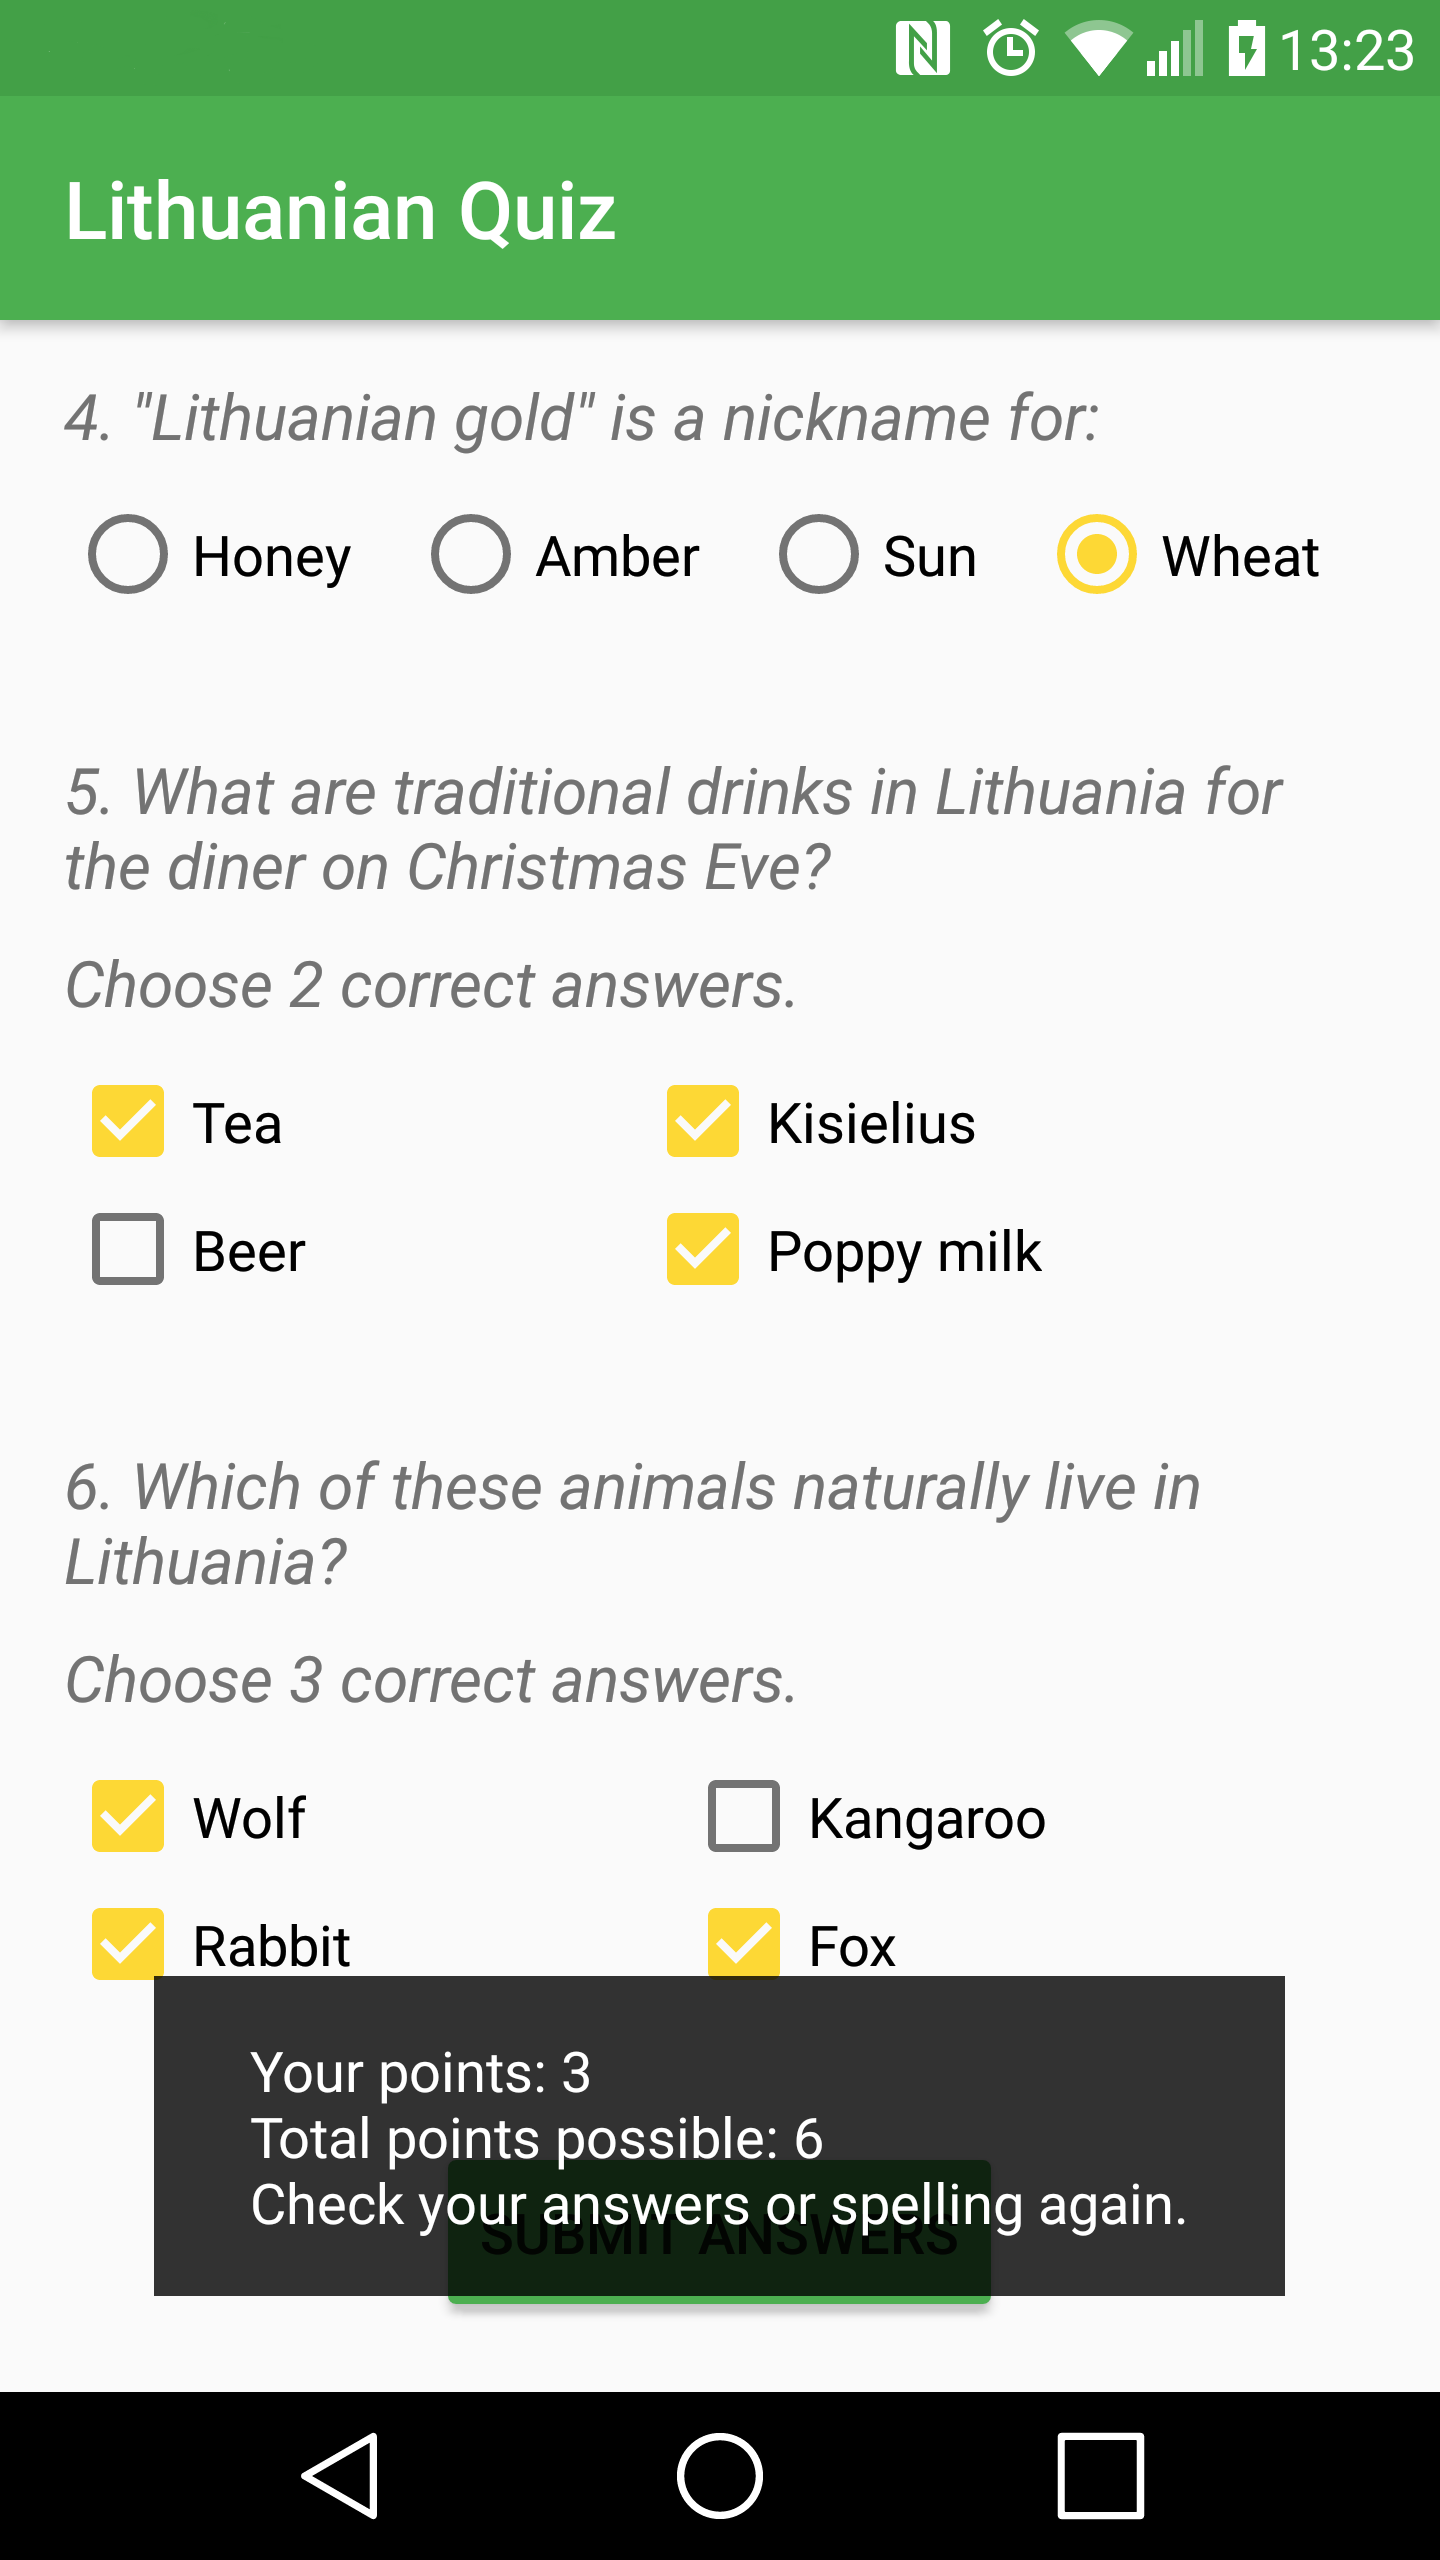 13:23
Lithuanian Quiz
4. "Lithuanian gold" is a nickname for:
Honey Amber Sun Wheat
5. What are traditional drinks in Lithuania for
the diner on Christmas Eve?
Choose 2 correct answers.
Tea Kisielius
Beer Poppy milk
6. Which of these animals naturally live in
Lithuania?
Choose 3 correct answers.
Wolf Kangaroo
Rabbit Fox
Your points: 3
Total points possible: 6
Check your answers or spelling again.
SUBMIT ANSWERS